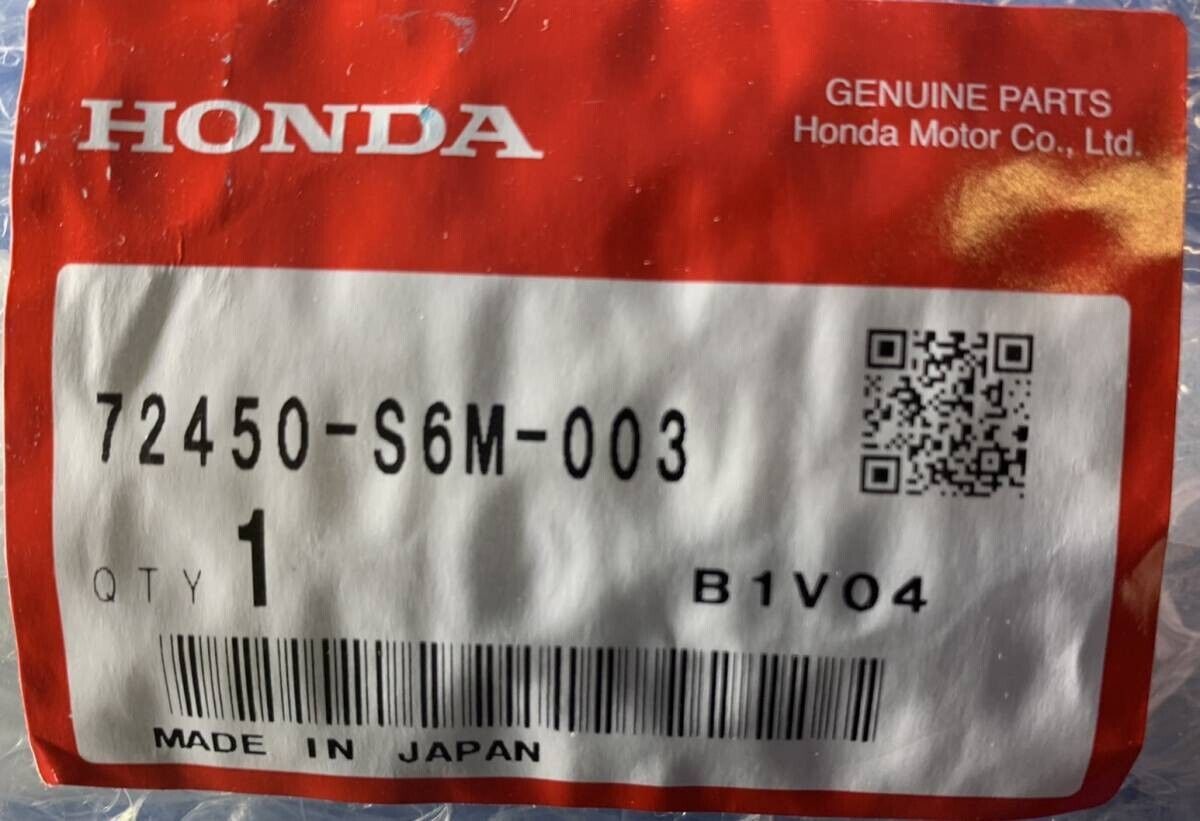 HONDA
GENUINE PARTS
Honda Motor Co., Ltd.
72450-S6M-003
QTY 1
B1V04
MADE IN JAPAN